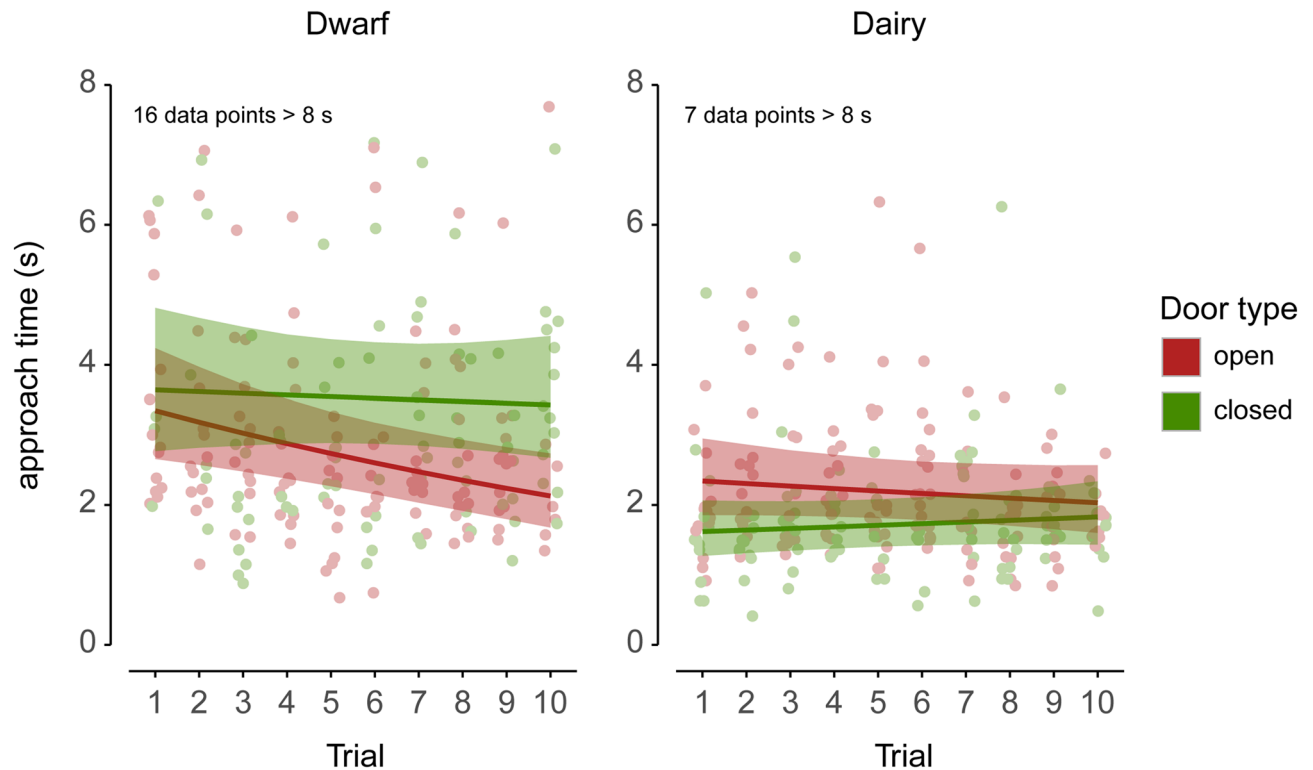 Dwarf
Dairy
16 data points > 8 s
7 data points > 8 s
approach time (s)
8
6
4
2
0
8
6
4
2
0
1 2 3 4 5 6 7 8 9 10
1 2 3 4 5 6 7 8 9 10
Trial
Trial
Door type
open
closed